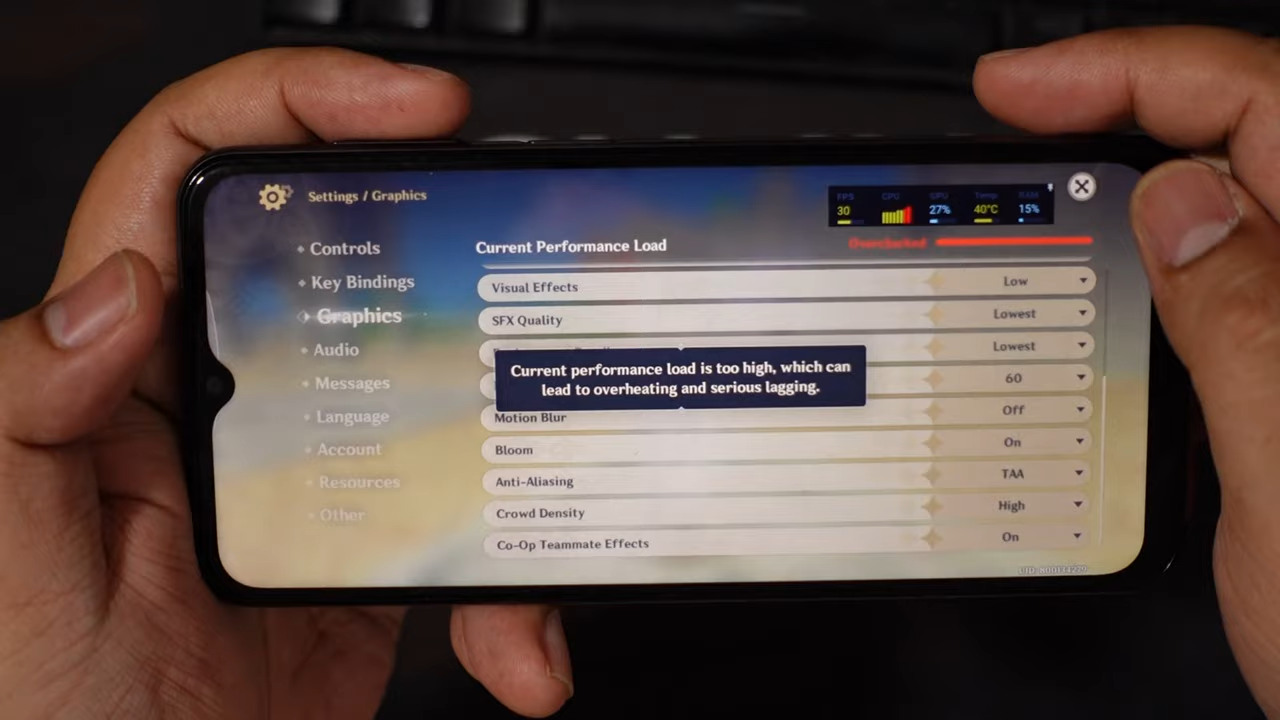 Settings / Graphics
FPS CPU GPU Temp RAM
30 27% 40°C 15%
Controls
Key Bindings
Graphics
Audio
Messages
Language
Account
Resources
Other
Current Performance Load
Overclocked
Visual Effects Low
SFX Quality Lowest
Lowest
60
Current performance load is too high, which can
lead to overheating and serious lagging.
Motion Blur Off
Bloom On
Anti-Aliasing TAA
Crowd Density High
Co-Op Teammate Effects On